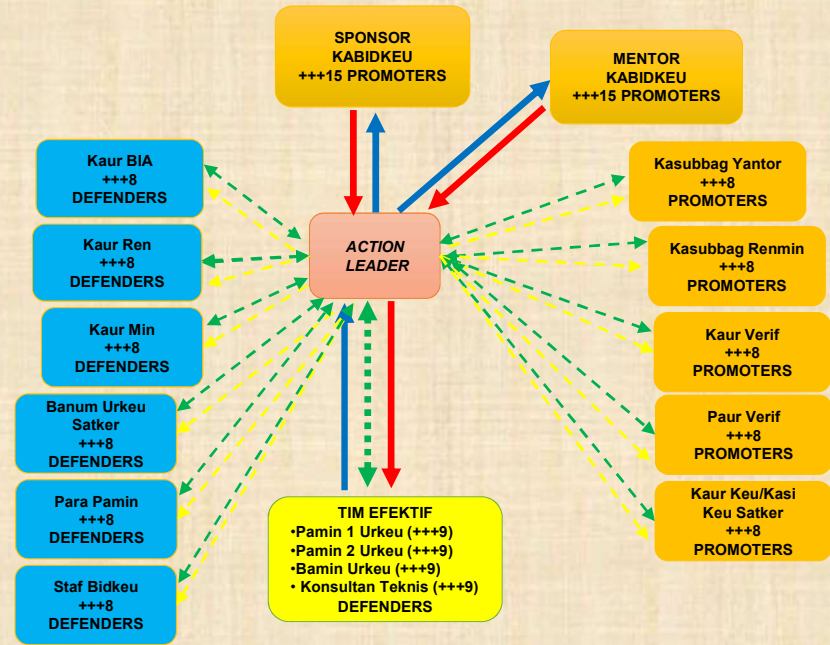 SPONSOR
KABIDKEU
+++15 PROMOTERS
MENTOR
KABIDKEU
+++15 PROMOTERS
Kaur BIA
+++8
DEFENDERS
Kaur Ren
+++8
DEFENDERS
Kaur Min
+++8
DEFENDERS
Banum Urkeu
Satker
+++8
DEFENDERS
Para Pamin
+++8
DEFENDERS
Staf Bidkeu
+++8
DEFENDERS
ACTION
LEADER
TIM EFEKTIF
•Pamin 1 Urkeu (+++9)
•Pamin 2 Urkeu (+++9)
•Bamin Urkeu (+++9)
• Konsultan Teknis (+++9)
DEFENDERS
Kasubbag Yantor
+++8
PROMOTERS
Kasubbag Renmin
+++8
PROMOTERS
Kaur Verif
+++8
PROMOTERS
Paur Verif
+++8
PROMOTERS
Kaur Keu/Kasi
Keu Satker
+++8
PROMOTERS